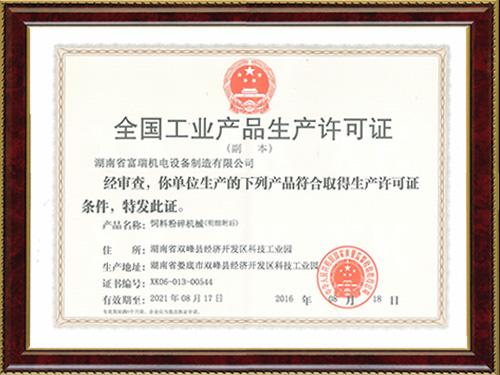 全国工业产品生产许可证
(副 本)
湖南省富瑞机电设备制造有限公司
经审查，你单位生产的下列产品符合取得生产许可证
条件，特发此证。
产品名称：饲料粉碎机械(明细附后)
住 所：湖南省双峰县经济开发区科技工业园
生产地址：湖南省娄底市双峰县经济开发区科技工业园
证书编号：XK06-013-00544
有效期至：2021 年 08 月 17 日
2016 年 08 月 18 日